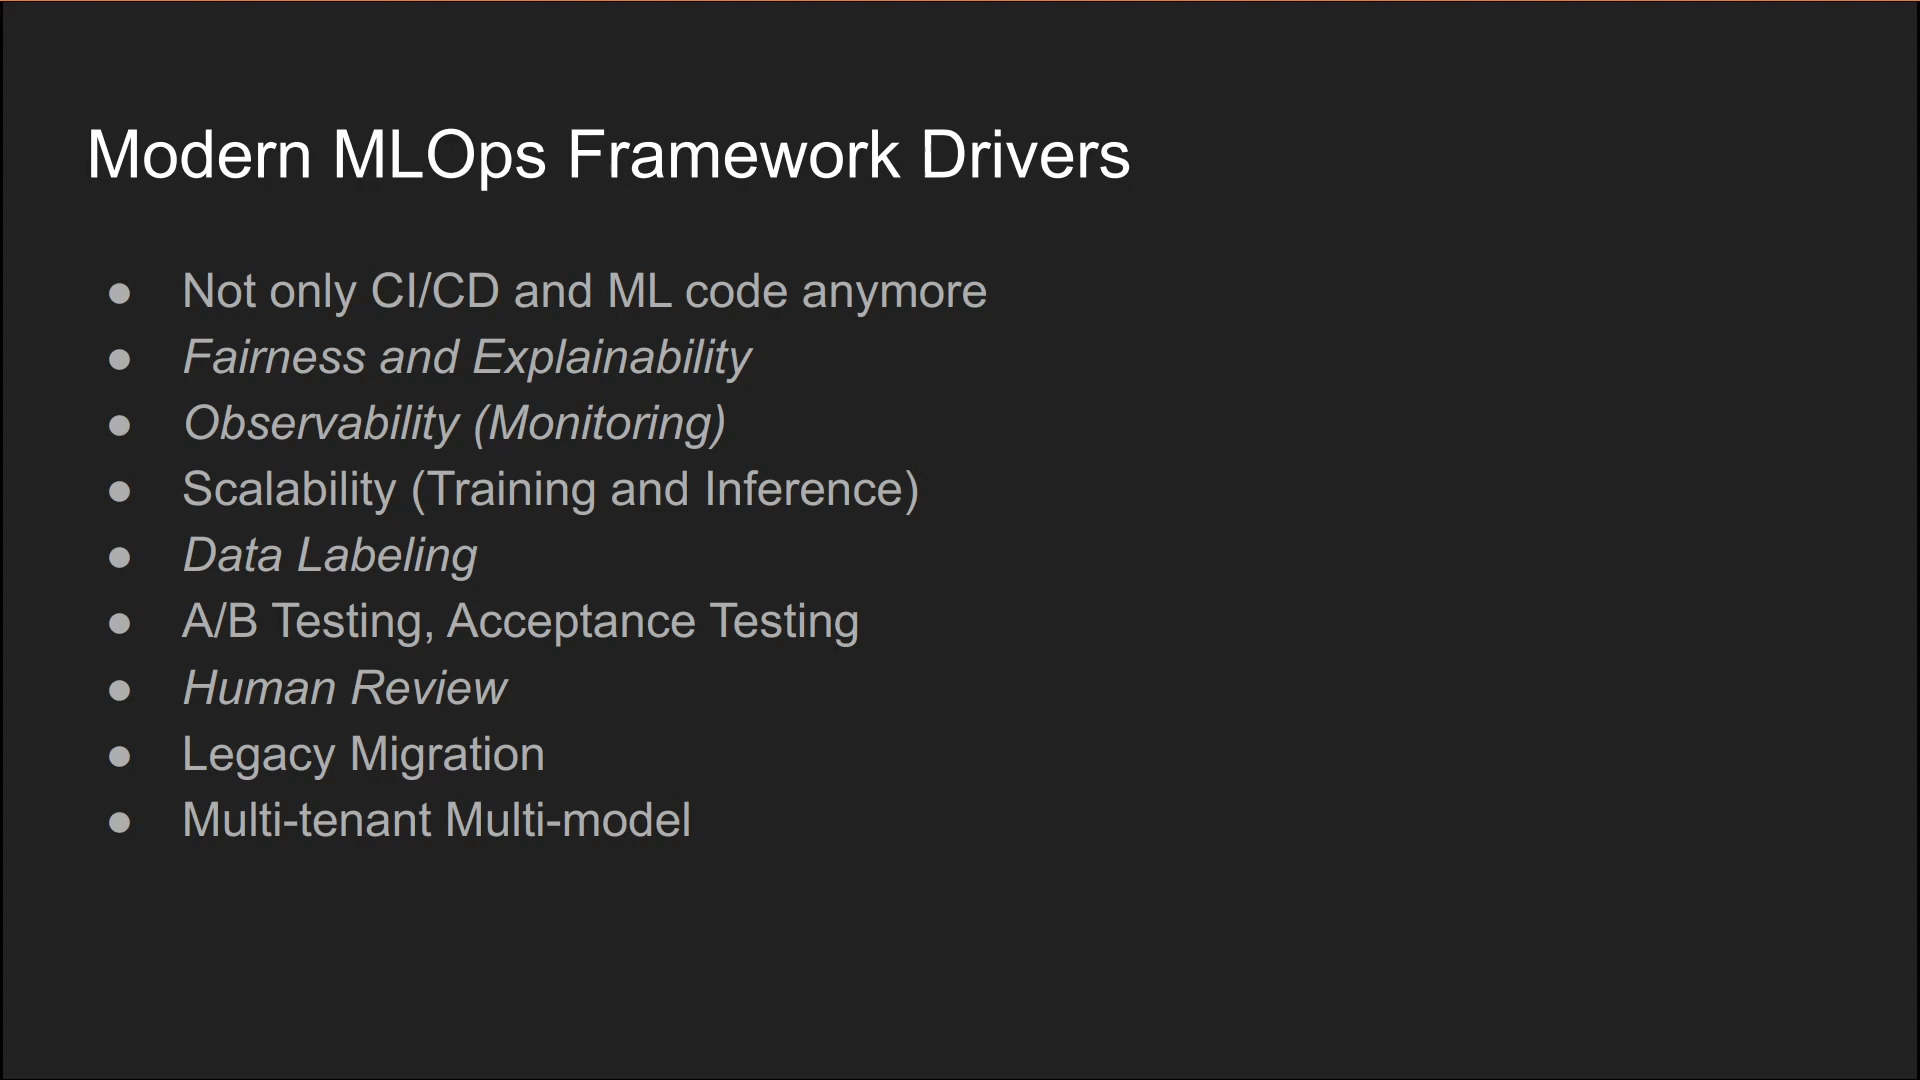 Modern MLOps Framework Drivers
● Not only CI/CD and ML code anymore
● Fairness and Explainability
● Observability (Monitoring)
● Scalability (Training and Inference)
● Data Labeling
● A/B Testing, Acceptance Testing
● Human Review
● Legacy Migration
● Multi-tenant Multi-model